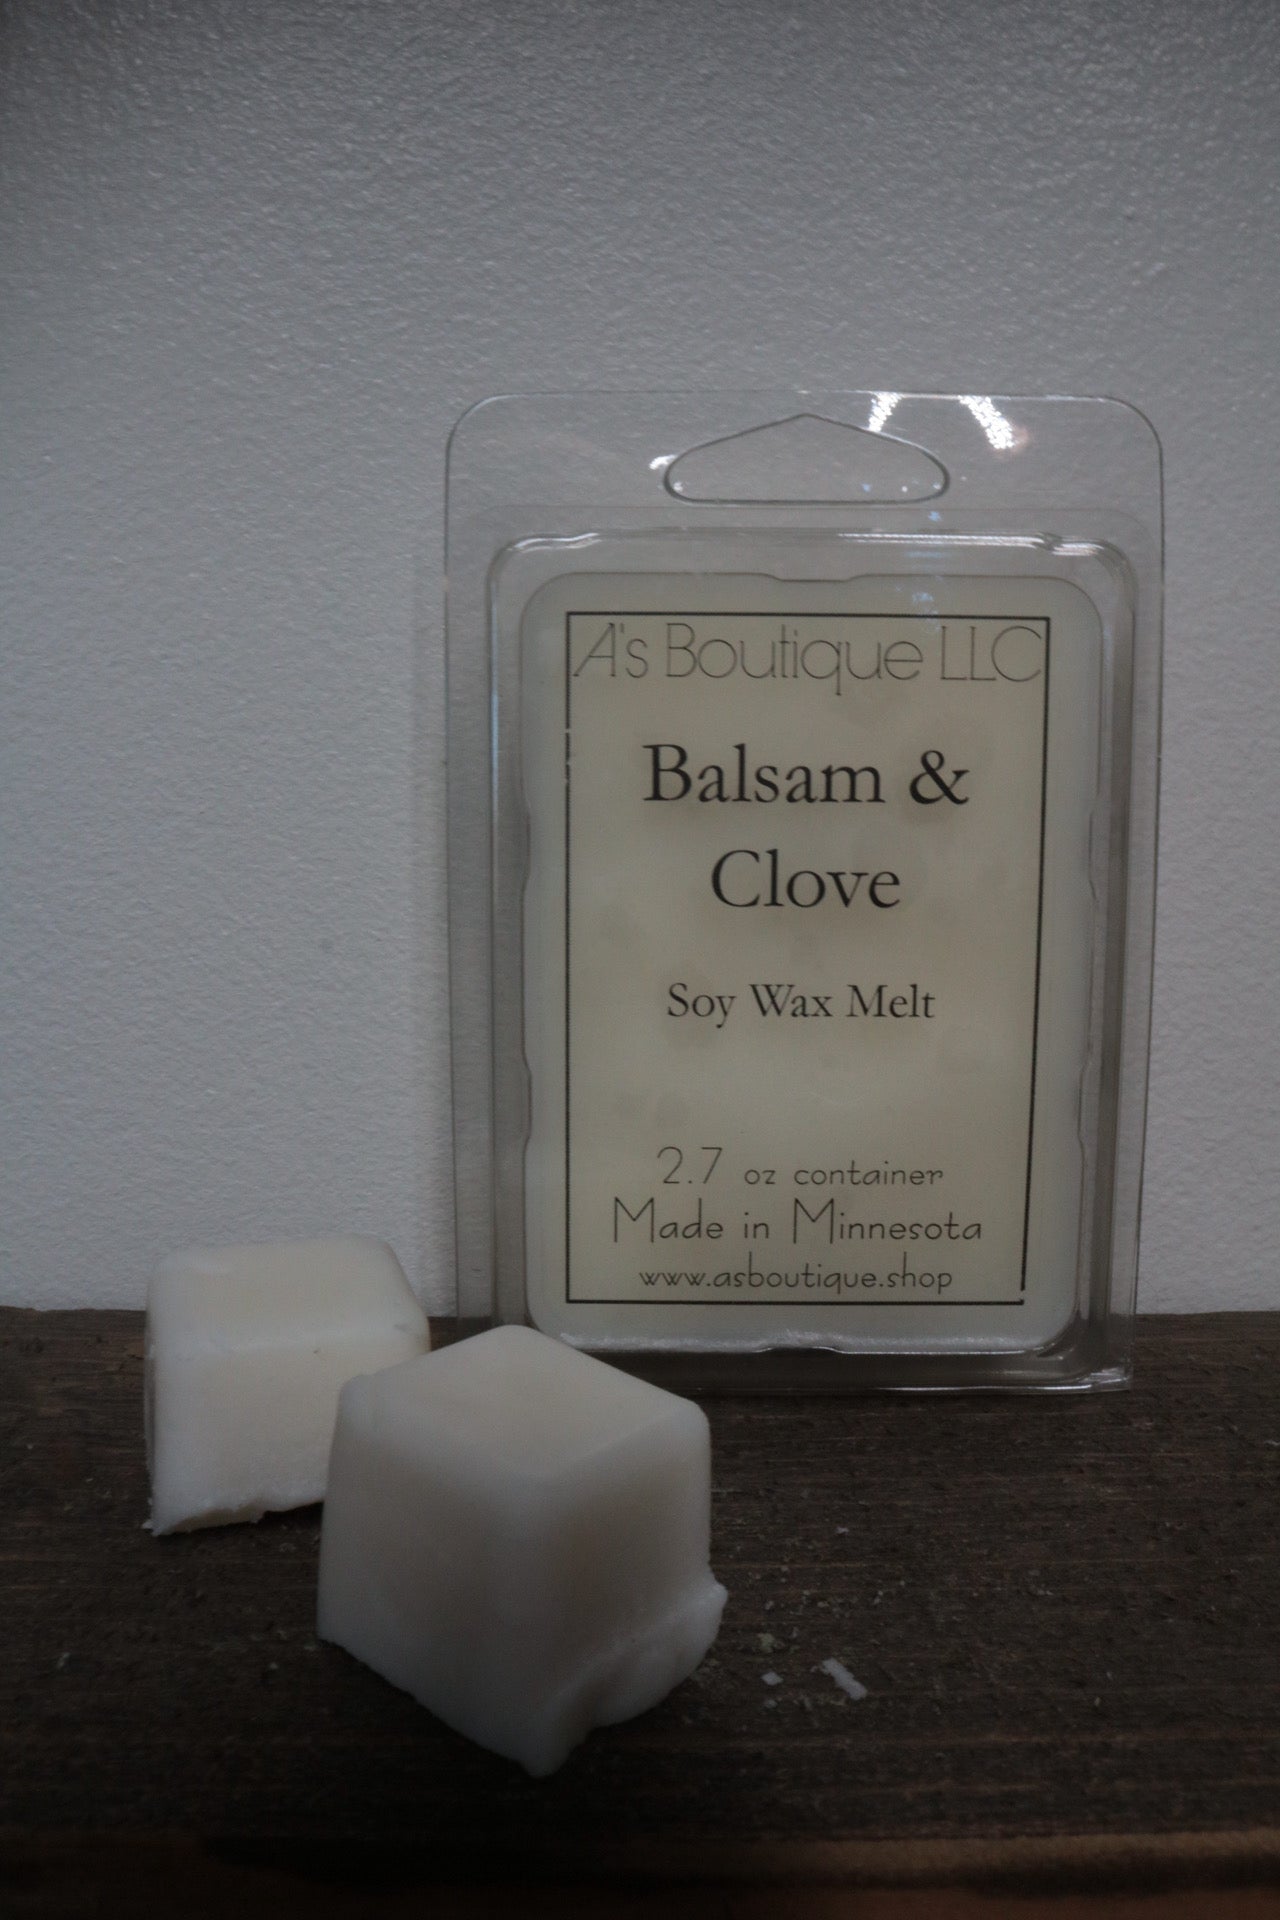 A's Boutique LLC
Balsam &
Clove
Soy Wax Melt
2.7 oz container
Made in Minnesota
www.asboutique.shop